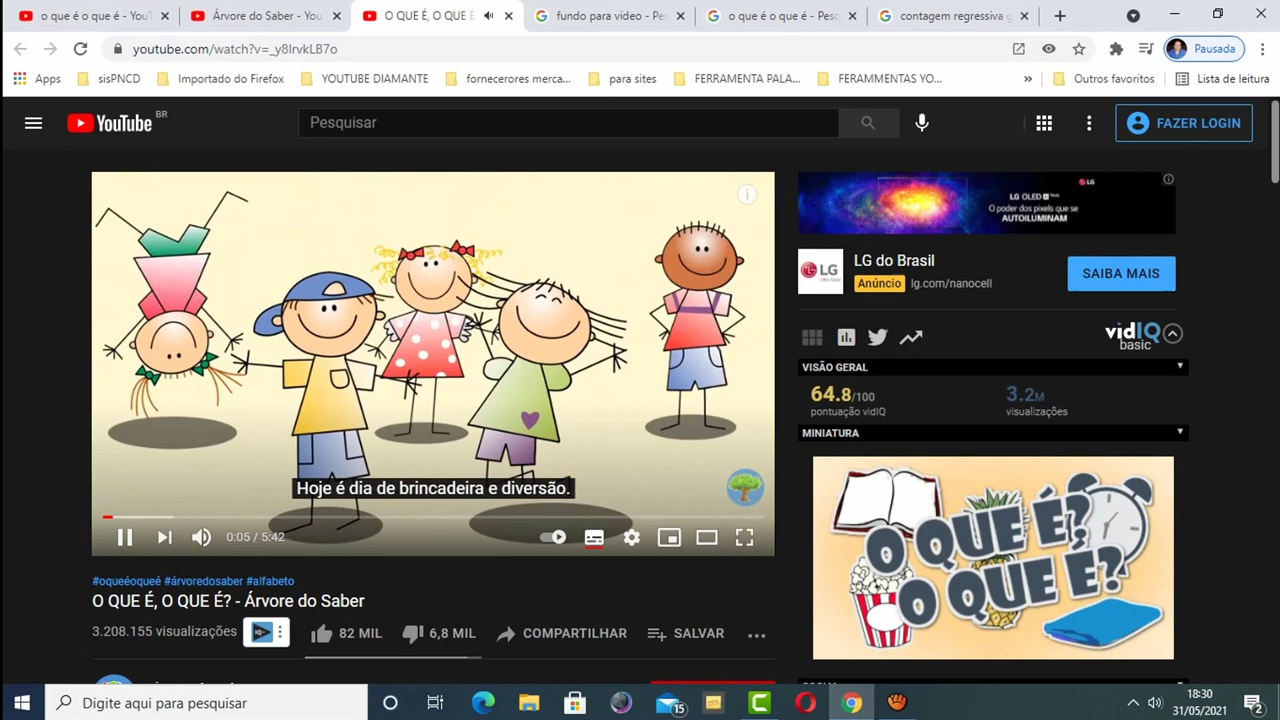 o que é o que é - YouT
Árvore do Saber - You
O QUE É, O QUE É
fundo para video - Pes
o que é o que é - Pesq
contagem regressiva g
youtube.com/watch?v=_y8IrvkLB7o
Pausada
Apps
sisPNCD
Importado do Firefox
YOUTUBE DIAMANTE
fornecerores merca...
para sites
FERRAMENTA PALA...
FERAMMENTAS YO...
»
Outros favoritos
Lista de leitura
YouTube BR
Pesquisar
FAZER LOGIN
LG OLED
O poder dos pixels que se
AUTOILUMINAM
LG
LG
LG do Brasil
Anúncio lg.com/nanocell
SAIBA MAIS
vidIQ
basic
VISÃO GERAL
64.8/100
pontuação vidIQ
3.2M
visualizações
MINIATURA
O QUE É?
O QUE É?
Hoje é dia de brincadeira e diversão.
0:05 / 5:42
#oqueéoqueé #árvoredosaber #alfabeto
O QUE É, O QUE É? - Árvore do Saber
3.208.155 visualizações
82 MIL
6,8 MIL
COMPARTILHAR
SALVAR
Digite aqui para pesquisar
15
18:30
31/05/2021
2